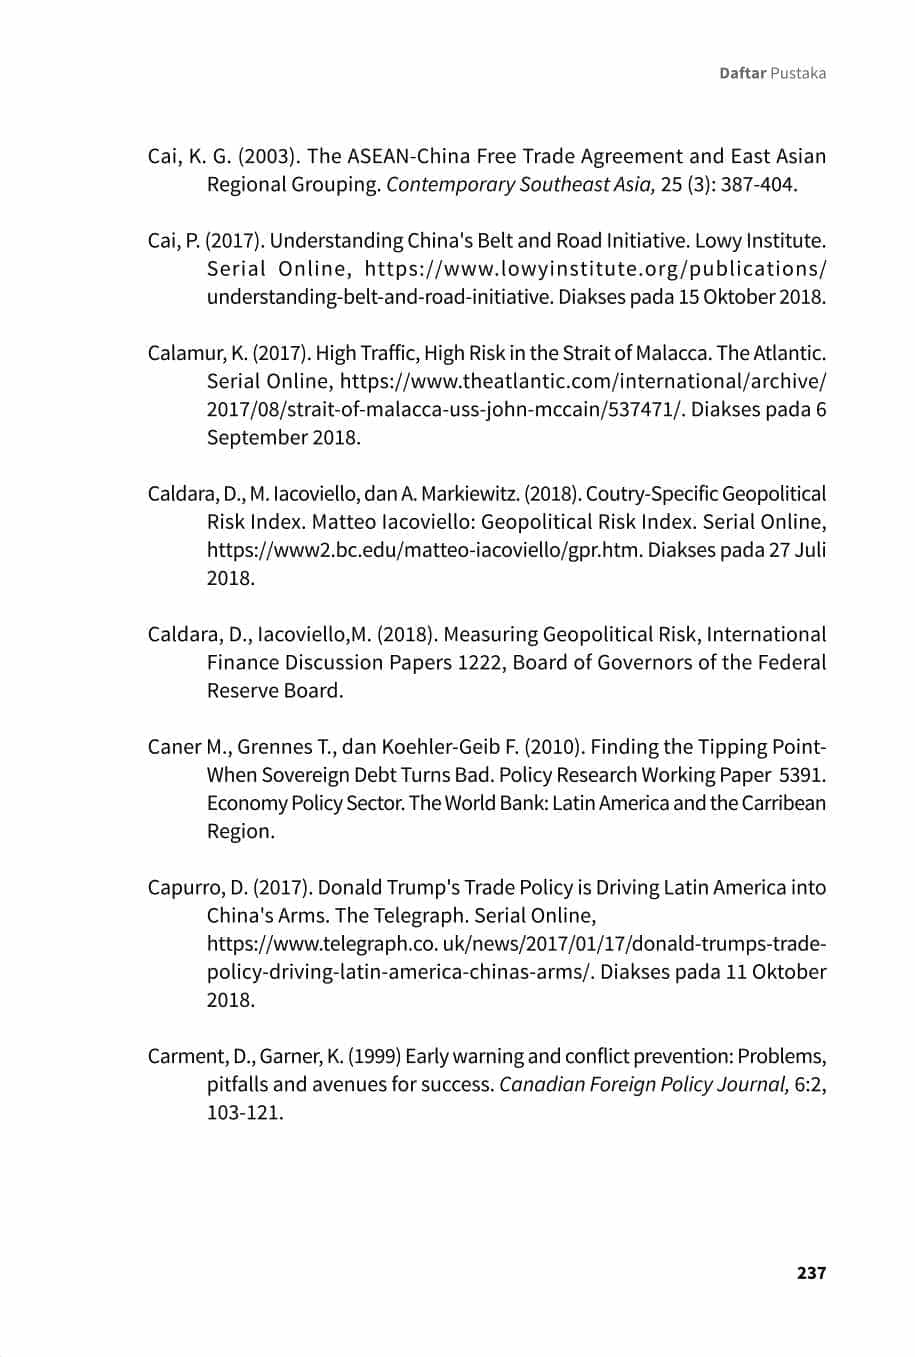 Daftar Pustaka
Cai, K. G. (2003). The ASEAN-China Free Trade Agreement and East Asian
Regional Grouping. Contemporary Southeast Asia, 25 (3): 387-404.
Cai, P. (2017). Understanding China's Belt and Road Initiative. Lowy Institute.
Serial Online, https://www.lowyinstitute.org/publications/
understanding-belt-and-road-initiative. Diakses pada 15 Oktober 2018.
Calamur, K. (2017). High Traffic, High Risk in the Strait of Malacca. The Atlantic.
Serial Online, https://www.theatlantic.com/international/archive/
2017/08/strait-of-malacca-uss-john-mccain/537471/. Diakses pada 6
September 2018.
Caldara, D., M. Iacoviello, dan A. Markiewitz. (2018). Coutry-Specific Geopolitical
Risk Index. Matteo Iacoviello: Geopolitical Risk Index. Serial Online,
https://www2.bc.edu/matteo-iacoviello/gpr.htm. Diakses pada 27 Juli
2018.
Caldara, D., Iacoviello,M. (2018). Measuring Geopolitical Risk, International
Finance Discussion Papers 1222, Board of Governors of the Federal
Reserve Board.
Caner M., Grennes T., dan Koehler-Geib F. (2010). Finding the Tipping Point-
When Sovereign Debt Turns Bad. Policy Research Working Paper 5391.
Economy Policy Sector. The World Bank: Latin America and the Carribean
Region.
Capurro, D. (2017). Donald Trump's Trade Policy is Driving Latin America into
China's Arms. The Telegraph. Serial Online,
https://www.telegraph.co. uk/news/2017/01/17/donald-trumps-trade-
policy-driving-latin-america-chinas-arms/. Diakses pada 11 Oktober
2018.
Carment, D., Garner, K. (1999) Early warning and conflict prevention: Problems,
pitfalls and avenues for success. Canadian Foreign Policy Journal, 6:2,
103-121.
237